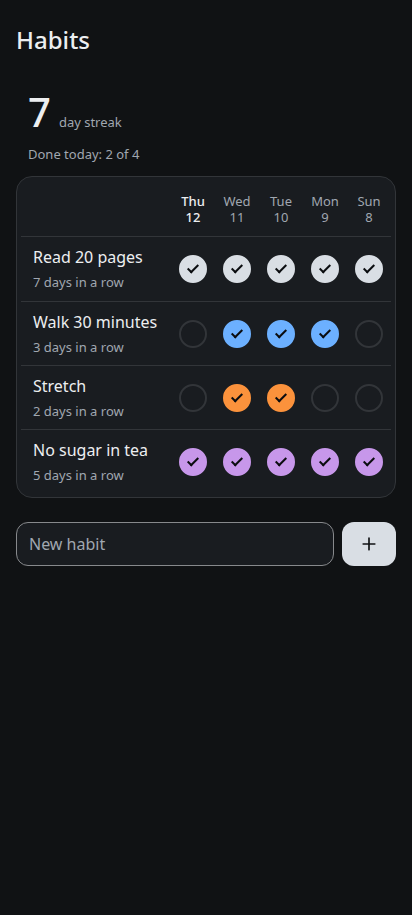 Habits
7 day streak
Done today: 2 of 4
Thu Wed Tue Mon Sun
12 11 10 9 8
Read 20 pages
7 days in a row
Walk 30 minutes
3 days in a row
Stretch
2 days in a row
No sugar in tea
5 days in a row
New habit